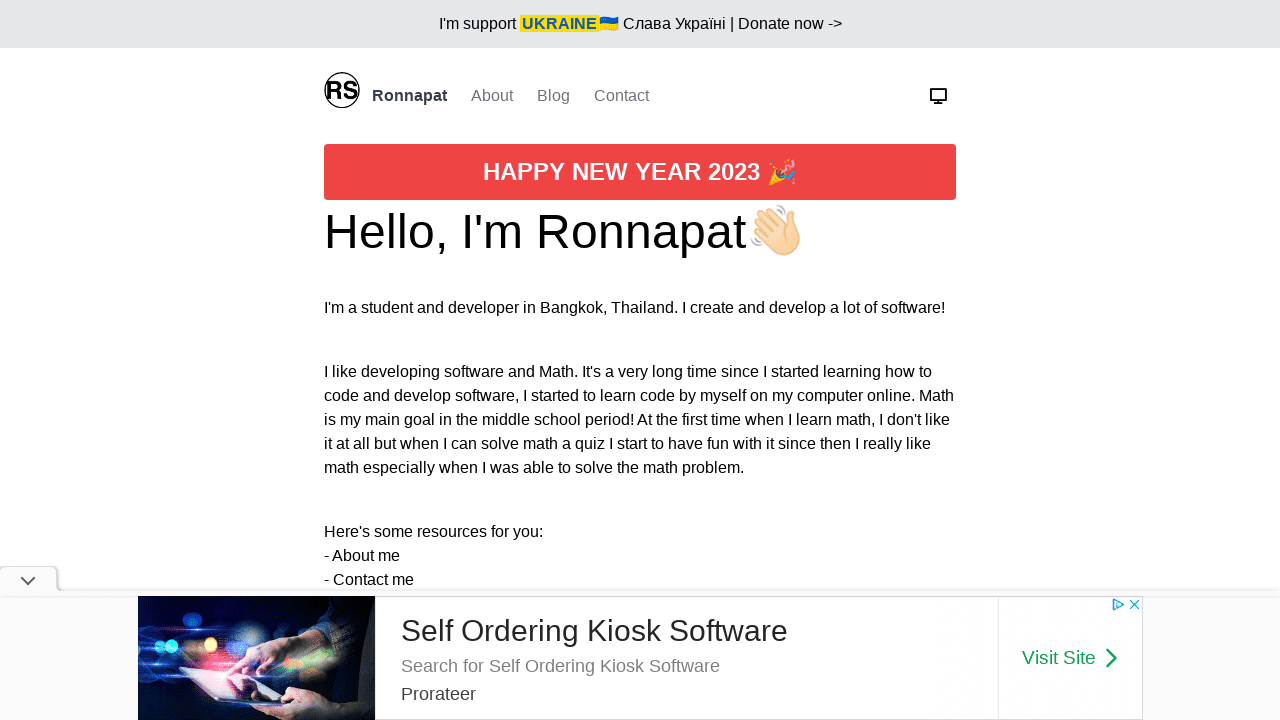 I'm support UKRAINE🇺🇦 Слава Україні | Donate now ->
RS Ronnapat About Blog Contact
HAPPY NEW YEAR 2023 🎉
Hello, I'm Ronnapat👋🏻
I'm a student and developer in Bangkok, Thailand. I create and develop a lot of software!
I like developing software and Math. It's a very long time since I started learning how to
code and develop software, I started to learn code by myself on my computer online. Math
is my main goal in the middle school period! At the first time when I learn math, I don't like
it at all but when I can solve math a quiz I start to have fun with it since then I really like
math especially when I was able to solve the math problem.
Here's some resources for you:
- About me
- Contact me
Self Ordering Kiosk Software
Search for Self Ordering Kiosk Software
Prorateer
Visit Site